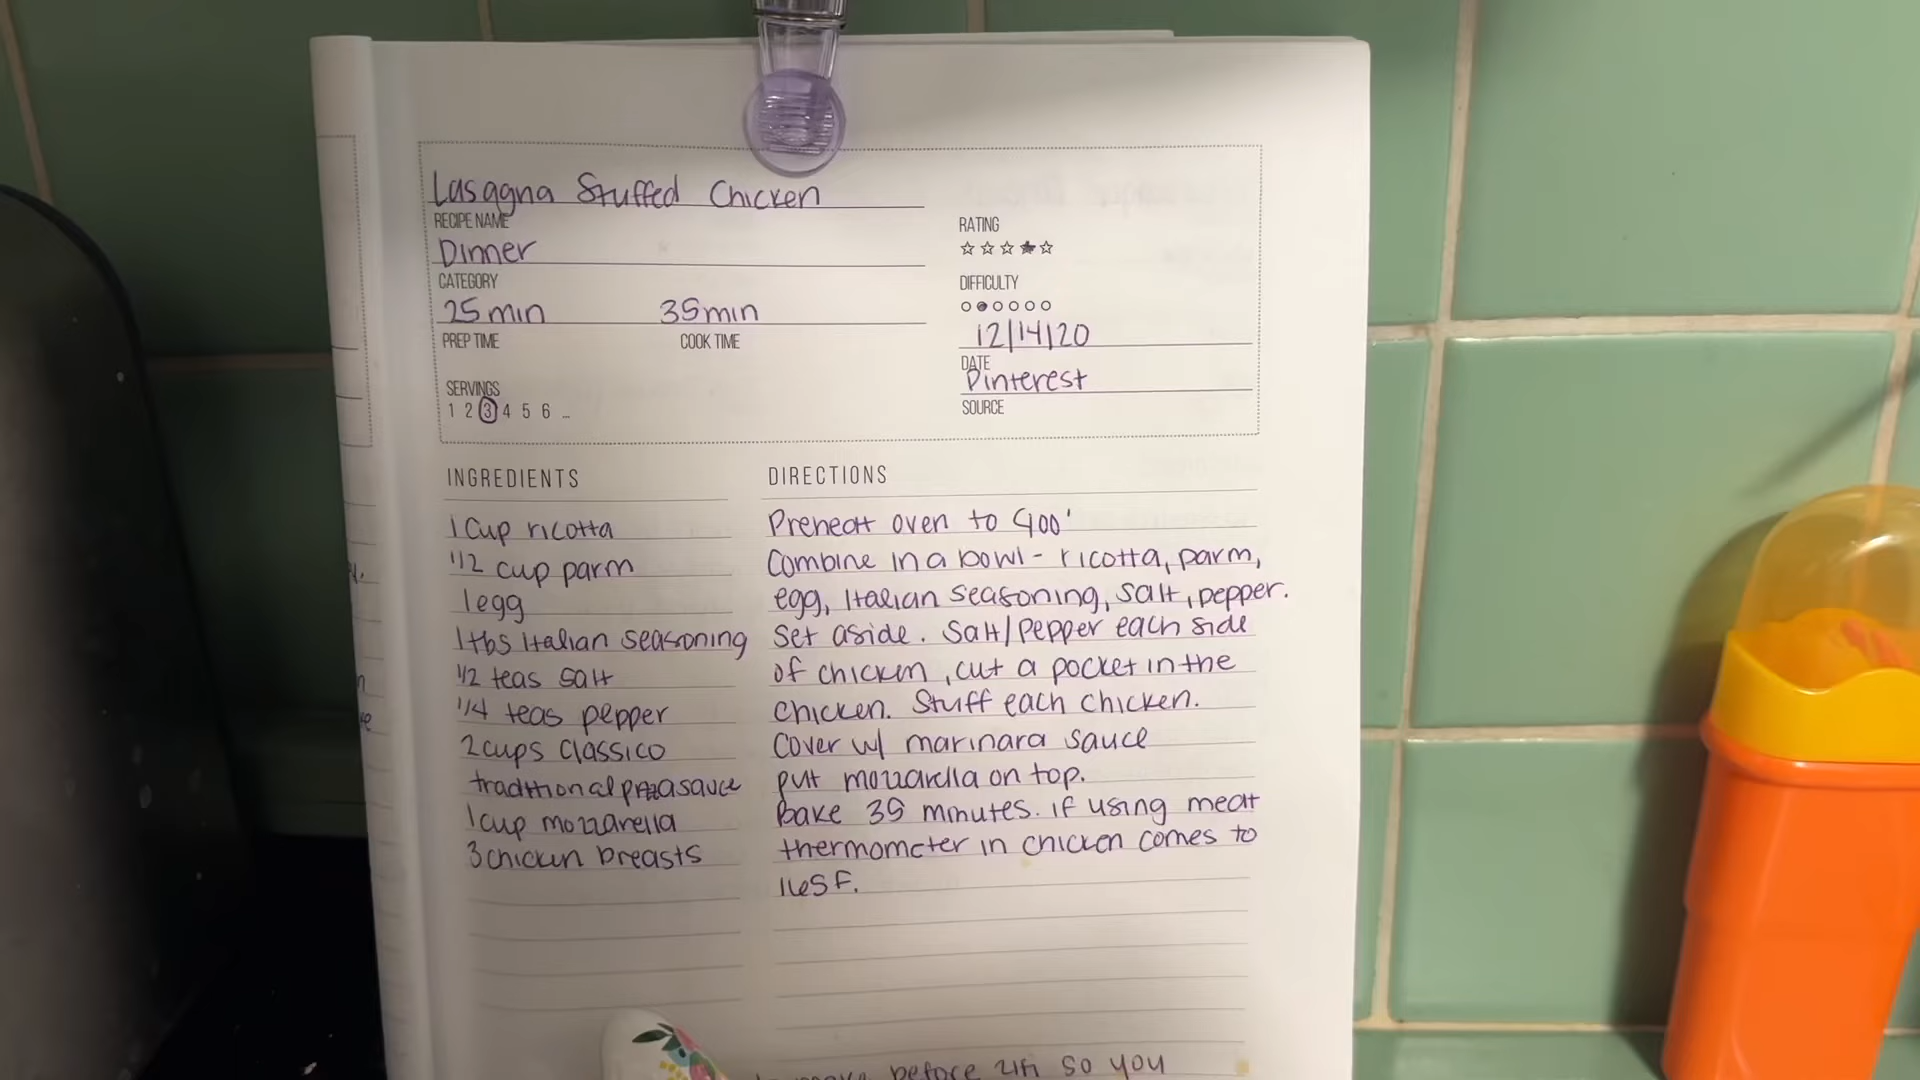 Lasagna Stuffed Chicken
RECIPE NAME
RATING
Dinner
CATEGORY
DIFFICULTY
25 min 35 min
12/14/20
PREP TIME COOK TIME
DATE
Pinterest
SERVINGS
SOURCE
1 2 3 4 5 6 ...
INGREDIENTS
1 cup ricotta
1/2 cup parm
1 egg
1 tbs Italian seasoning
1/2 teas salt
1/4 teas pepper
2 cups Classico
traditional pizza sauce
1 cup mozzarella
3 chicken breasts
DIRECTIONS
Preheat oven to 400°
Combine in a bowl - ricotta, parm,
egg, Italian seasoning, salt, pepper.
Set aside. Salt/pepper each side
of chicken, cut a pocket in the
chicken. Stuff each chicken.
Cover w/ marinara sauce
put mozzarella on top.
Bake 35 minutes. If using meat
thermometer in chicken comes to
165 F.
before so you